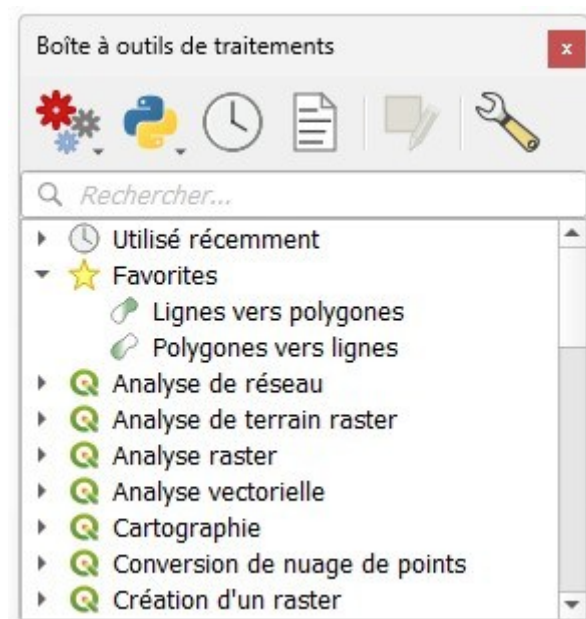 Boîte à outils de traitements
x
Rechercher...
Utilisé récemment
Favorites
Lignes vers polygones
Polygones vers lignes
Analyse de réseau
Analyse de terrain raster
Analyse raster
Analyse vectorielle
Cartographie
Conversion de nuage de points
Création d'un raster